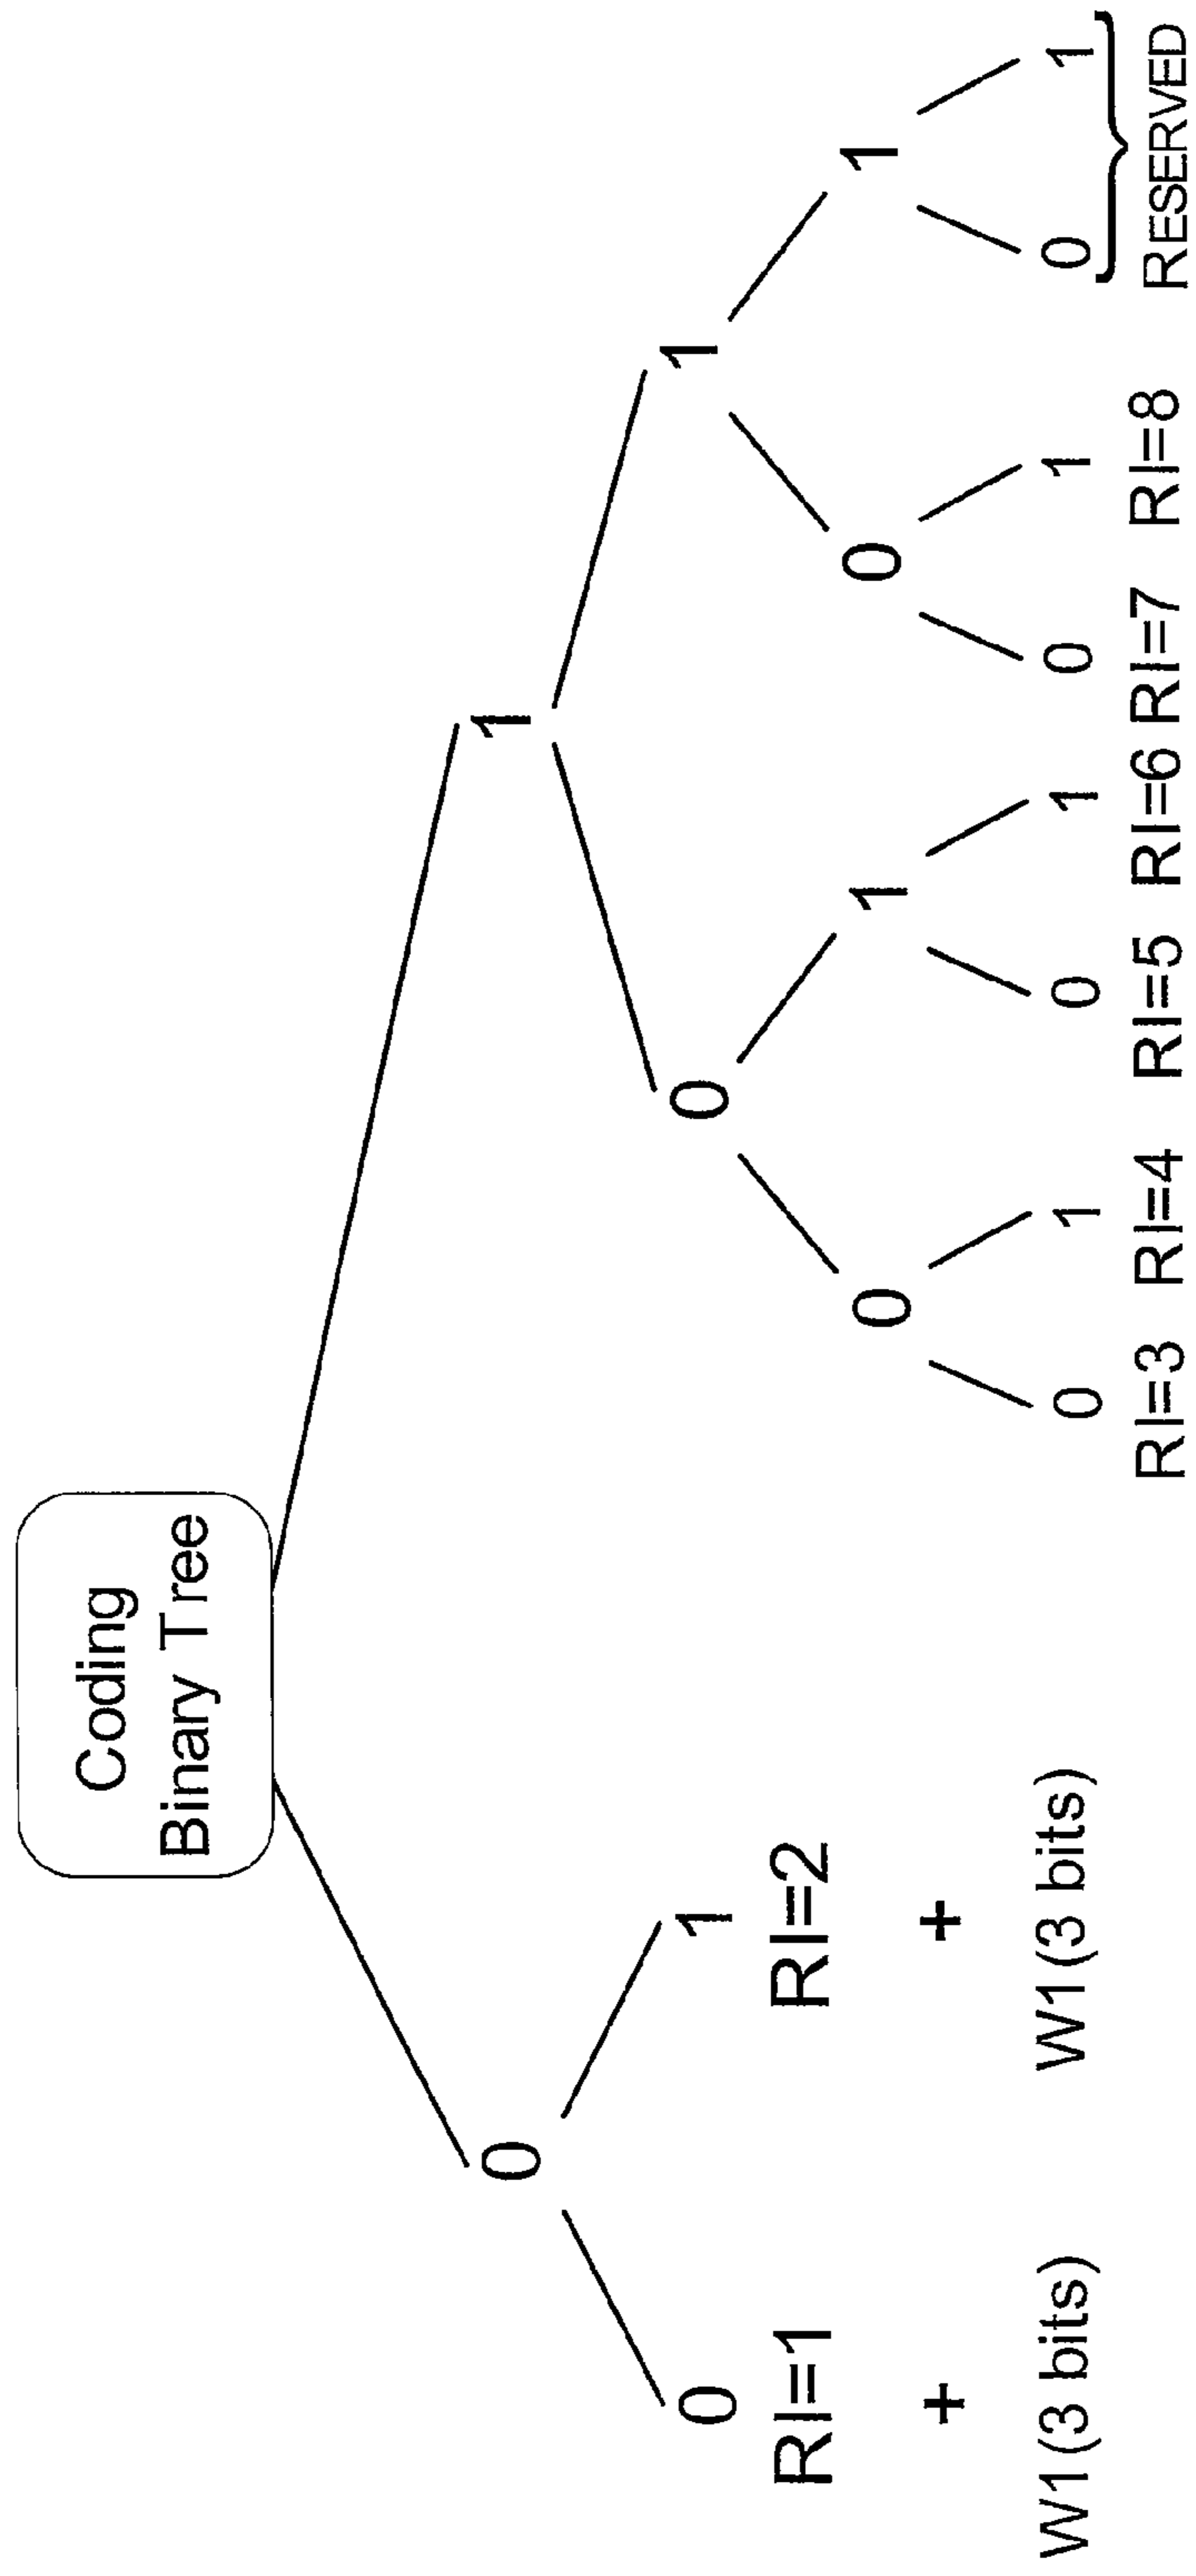 Coding
Binary Tree
0 1
0 1 0 1
RI=1 RI=2
+ +
W1(3 bits) W1(3 bits)
0 1 0 1
0 1 0 1 0 1 0 1
RI=3 RI=4 RI=5 RI=6 RI=7 RI=8 RESERVED